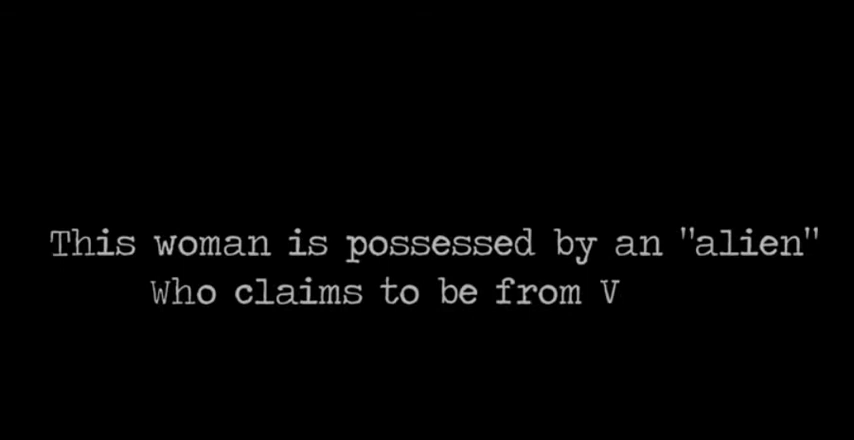 This woman is possessed by an "alien"
Who claims to be from V